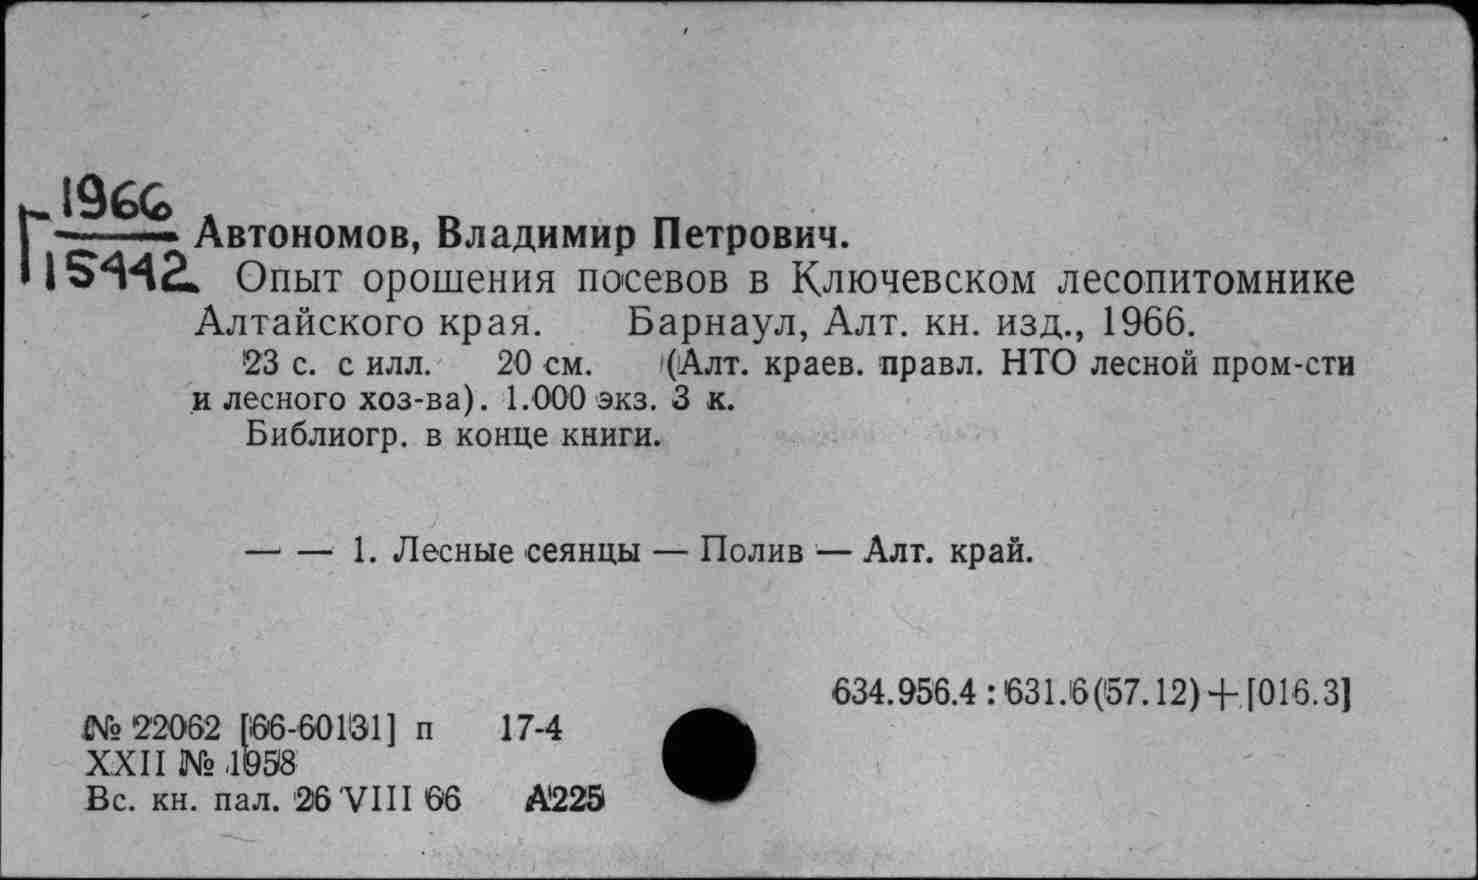 Г 1966
15442
Автономов, Владимир Петрович.
Опыт орошения посевов в Ключевском лесопитомнике
Алтайского края. Барнаул, Алт. кн. изд., 1966.
23 с. с илл. 20 см. (Алт. краев. правл. НТО лесной пром-сти
и лесного хоз-ва). 1.000 экз. 3 к.
Библиогр. в конце книги.
— — 1. Лесные сеянцы — Полив — Алт. край.
634.956.4 : 631.6(57.12)+[016.3]
№ 22062 [66-60131] п 17-4
XXII № 1958
Вс. кн. пал. 26 VIII 66 А225